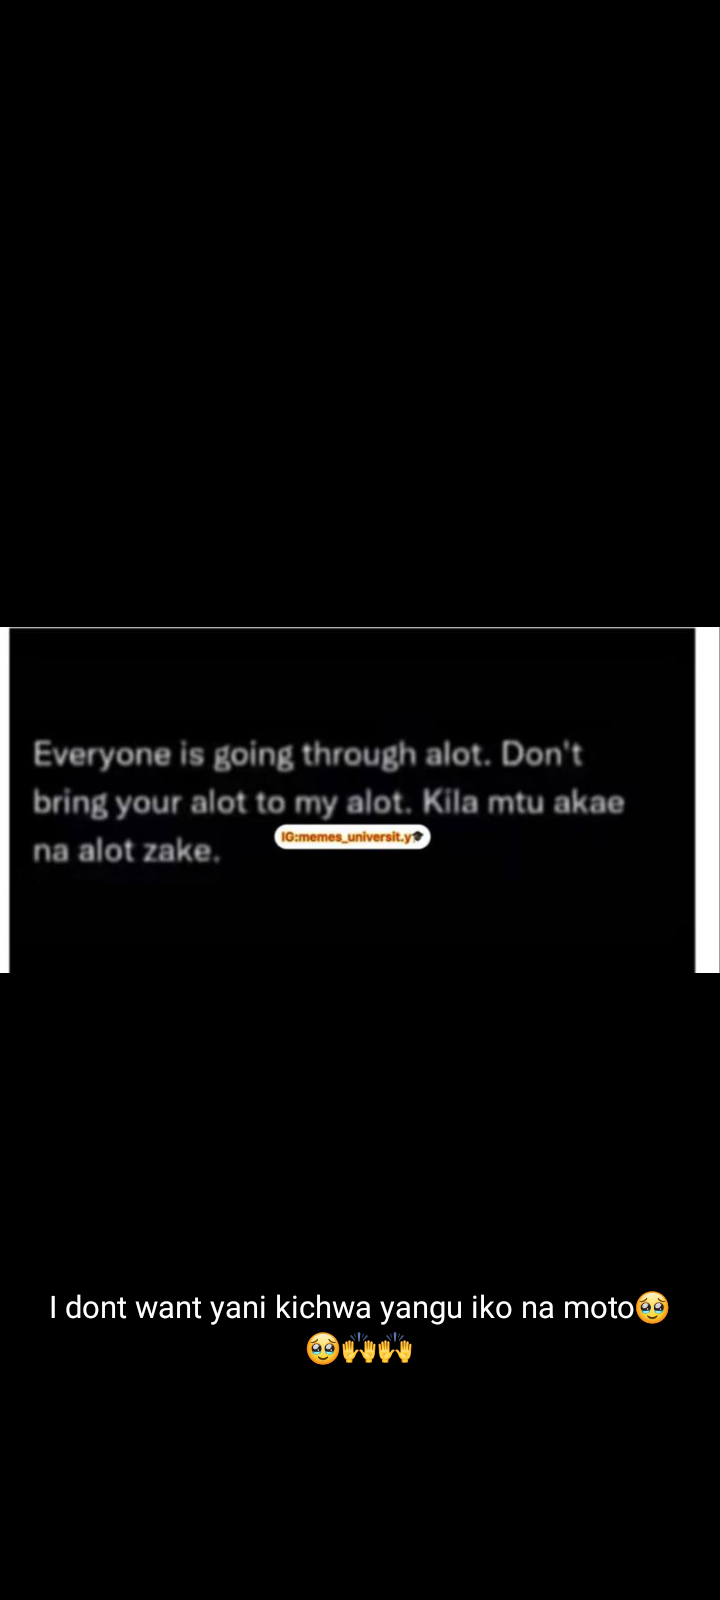 Everyone is going through alot. Don't
bring your alot to my alot. Kila mtu akae
na alot zake.
IG:memes_universit.y🎓
I dont want yani kichwa yangu iko na moto🥹
🥹🙌🙌